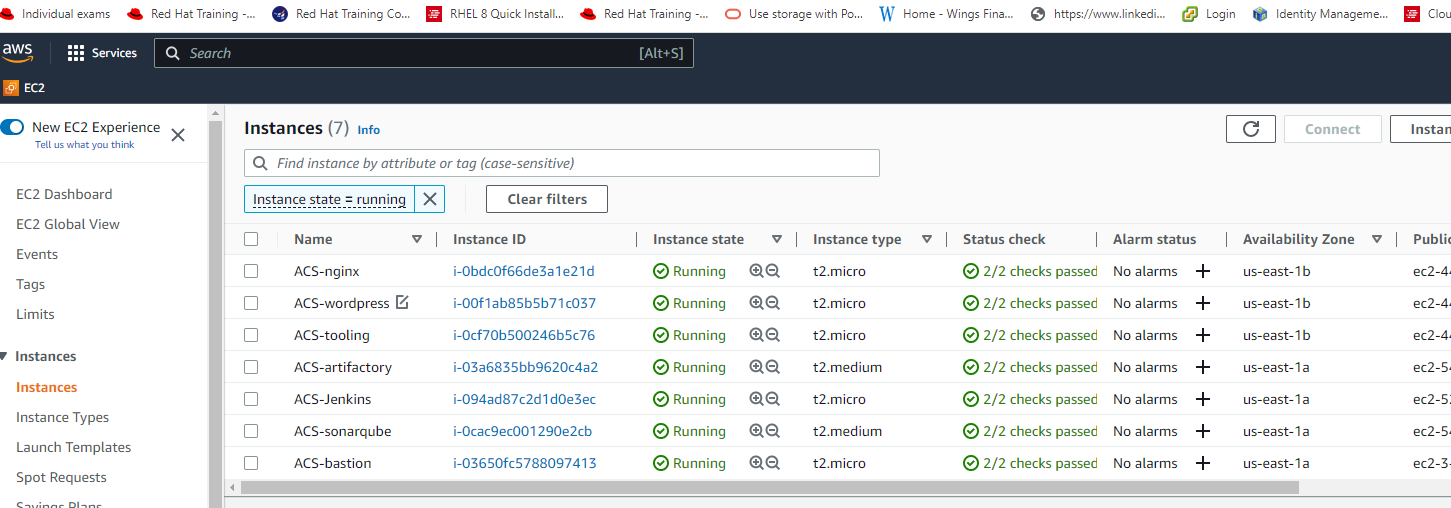 Individual exams Red Hat Training -... Red Hat Training Co... RHEL 8 Quick Install... Red Hat Training -... Use storage with Po... Home - Wings Fina... https://www.linkedi... Login Identity Manageme... Clou
aws Services Search [Alt+S]
EC2
New EC2 Experience
Tell us what you think
EC2 Dashboard
EC2 Global View
Events
Tags
Limits
Instances
Instances
Instance Types
Launch Templates
Spot Requests
Savings Plans
Instances (7) Info
Connect Instan
Find instance by attribute or tag (case-sensitive)
Instance state = running Clear filters
Name Instance ID Instance state Instance type Status check Alarm status Availability Zone Public
ACS-nginx i-0bdc0f66de3a1e21d Running t2.micro 2/2 checks passed No alarms us-east-1b ec2-44
ACS-wordpress i-00f1ab85b5b71c037 Running t2.micro 2/2 checks passed No alarms us-east-1b ec2-44
ACS-tooling i-0cf70b500246b5c76 Running t2.micro 2/2 checks passed No alarms us-east-1b ec2-44
ACS-artifactory i-03a6835bb9620c4a2 Running t2.medium 2/2 checks passed No alarms us-east-1a ec2-54
ACS-Jenkins i-094ad87c2d1d0e3ec Running t2.micro 2/2 checks passed No alarms us-east-1a ec2-52
ACS-sonarqube i-0cac9ec001290e2cb Running t2.medium 2/2 checks passed No alarms us-east-1a ec2-54
ACS-bastion i-03650fc5788097413 Running t2.micro 2/2 checks passed No alarms us-east-1a ec2-3-